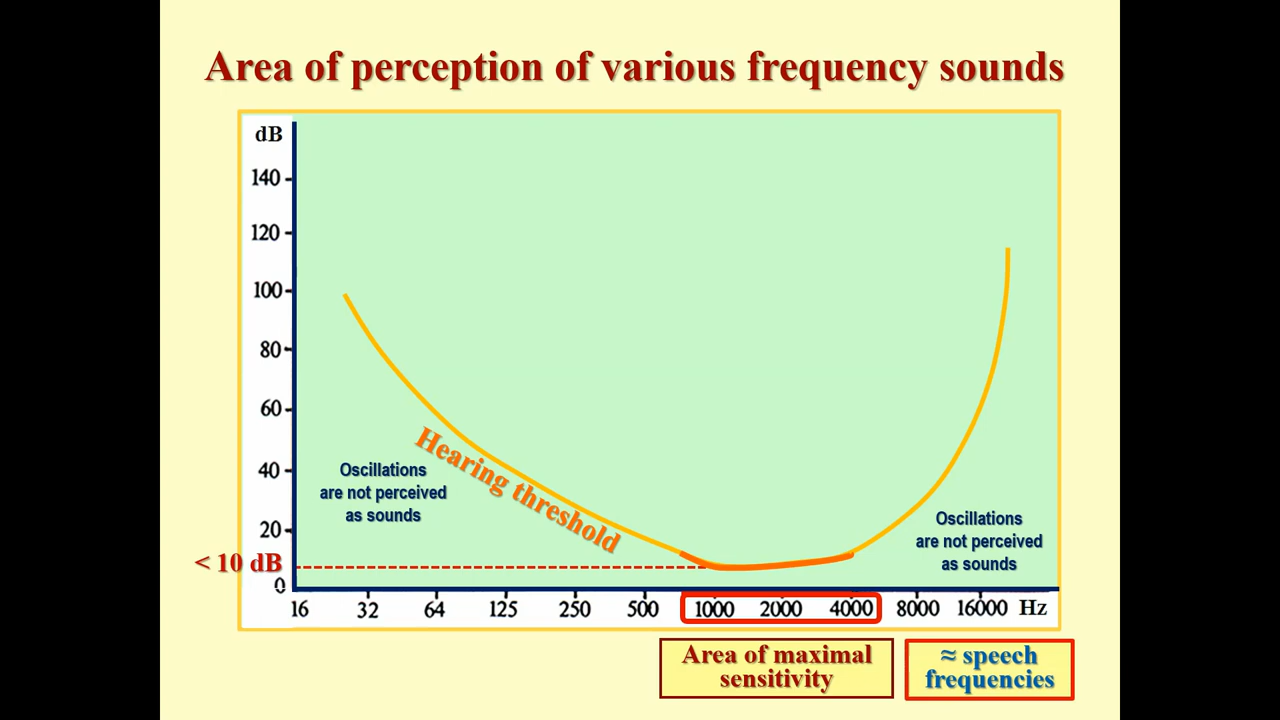 Area of perception of various frequency sounds
dB
140
120
100
80
60
40
20
< 10 dB
0
Hearing threshold
Oscillations
are not perceived
as sounds
Oscillations
are not perceived
as sounds
16 32 64 125 250 500 1000 2000 4000 8000 16000 Hz
Area of maximal
sensitivity
≈ speech
frequencies